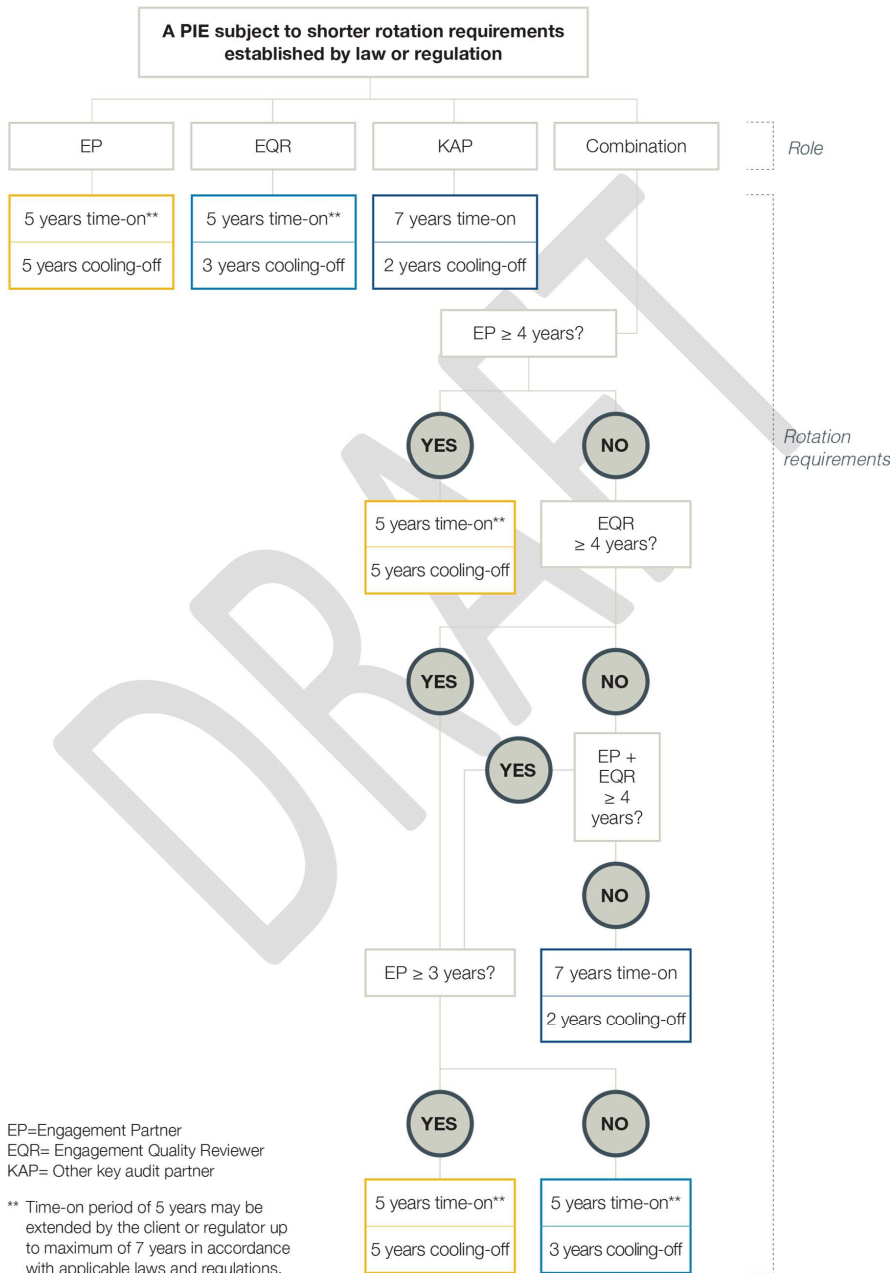 A PIE subject to shorter rotation requirements
established by law or regulation
EP
EQR
KAP
Combination
Role
5 years time-on**
5 years cooling-off
5 years time-on**
3 years cooling-off
7 years time-on
2 years cooling-off
EP ≥ 4 years?
YES
NO
Rotation
requirements
5 years time-on**
5 years cooling-off
EQR
≥ 4 years?
YES
NO
YES
EP +
EQR
≥ 4
years?
NO
EP ≥ 3 years?
7 years time-on
2 years cooling-off
YES
NO
5 years time-on**
5 years cooling-off
5 years time-on**
3 years cooling-off
EP=Engagement Partner
EQR= Engagement Quality Reviewer
KAP= Other key audit partner
** Time-on period of 5 years may be
extended by the client or regulator up
to maximum of 7 years in accordance
with applicable laws and regulations.
DRAFT